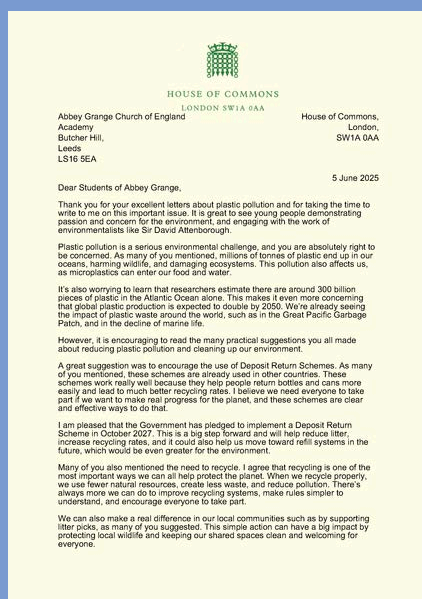 HOUSE OF COMMONS
LONDON SW1A 0AA
Abbey Grange Church of England
Academy
Butcher Hill,
Leeds
LS16 5EA
House of Commons,
London,
SW1A 0AA
5 June 2025
Dear Students of Abbey Grange,
Thank you for your excellent letters about plastic pollution and for taking the time to
write to me on this important issue. It is great to see young people demonstrating
passion and concern for the environment, and engaging with the work of
environmentalists like Sir David Attenborough.
Plastic pollution is a serious environmental challenge, and you are absolutely right to
be concerned. As many of you mentioned, millions of tonnes of plastic end up in our
oceans, harming wildlife, and damaging ecosystems. This pollution also affects us,
as microplastics can enter our food and water.
It's also worrying to learn that researchers estimate there are around 300 billion
pieces of plastic in the Atlantic Ocean alone. This makes it even more concerning
that global plastic production is expected to double by 2050. We're already seeing
the impact of plastic waste around the world, such as in the Great Pacific Garbage
Patch, and in the decline of marine life.
However, it is encouraging to read the many practical suggestions you all made
about reducing plastic pollution and cleaning up our environment.
A great suggestion was to encourage the use of Deposit Return Schemes. As many
of you mentioned, these schemes are already used in other countries. These
schemes work really well because they help people return bottles and cans more
easily and lead to much better recycling rates. I believe we need everyone to take
part if we want to make real progress for the planet, and these schemes are clear
and effective ways to do that.
I am pleased that the Government has pledged to implement a Deposit Return
Scheme in October 2027. This is a big step forward and will help reduce litter,
increase recycling rates, and it could also help us move toward refill systems in the
future, which would be even greater for the environment.
Many of you also mentioned the need to recycle. I agree that recycling is one of the
most important ways we can all help protect the planet. When we recycle properly,
we use fewer natural resources, create less waste, and reduce pollution. There's
always more we can do to improve recycling systems, make rules simpler to
understand, and encourage everyone to take part.
We can also make a real difference in our local communities such as by supporting
litter picks, as many of you suggested. This simple action can have a big impact by
protecting local wildlife and keeping our shared spaces clean and welcoming for
everyone.